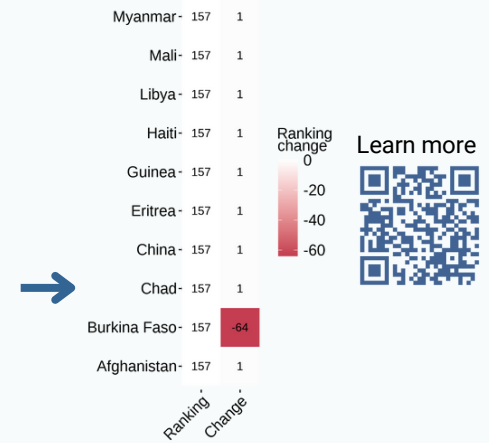 Myanmar 157 1
Mali 157 1
Libya 157 1
Haiti 157 1
Guinea 157 1
Eritrea 157 1
China 157 1
Chad 157 1
Burkina Faso 157 -64
Afghanistan 157 1
Ranking Change
Ranking
change
0
-20
-40
-60
Learn more